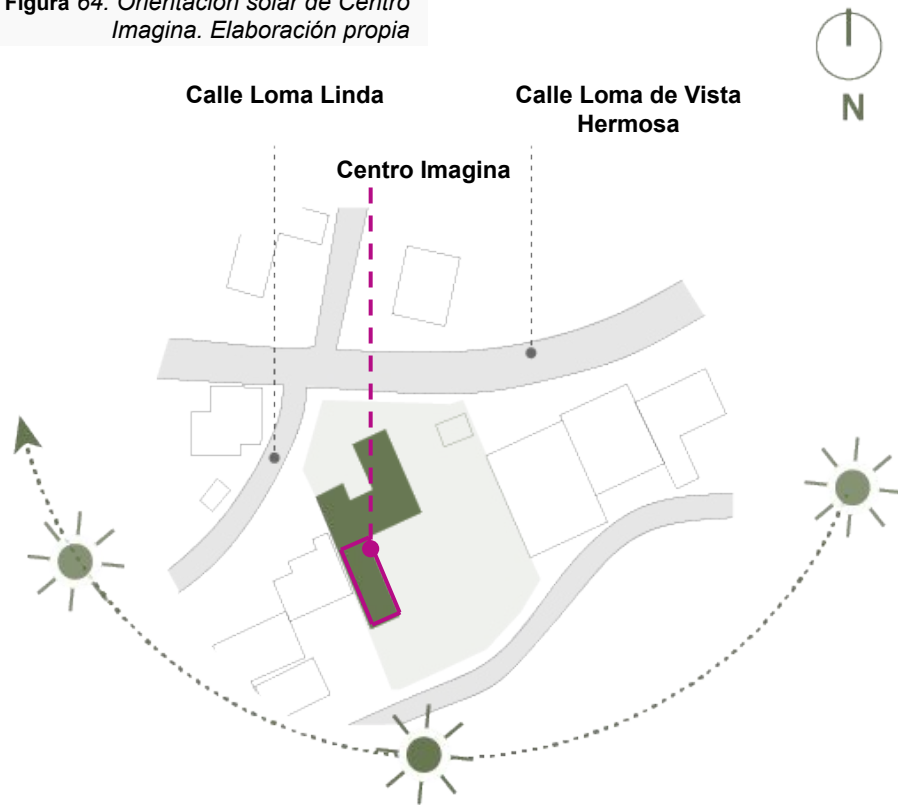 Figura 64. Orientación solar de Centro
Imagina. Elaboración propia
N
Calle Loma Linda
Calle Loma de Vista
Hermosa
Centro Imagina